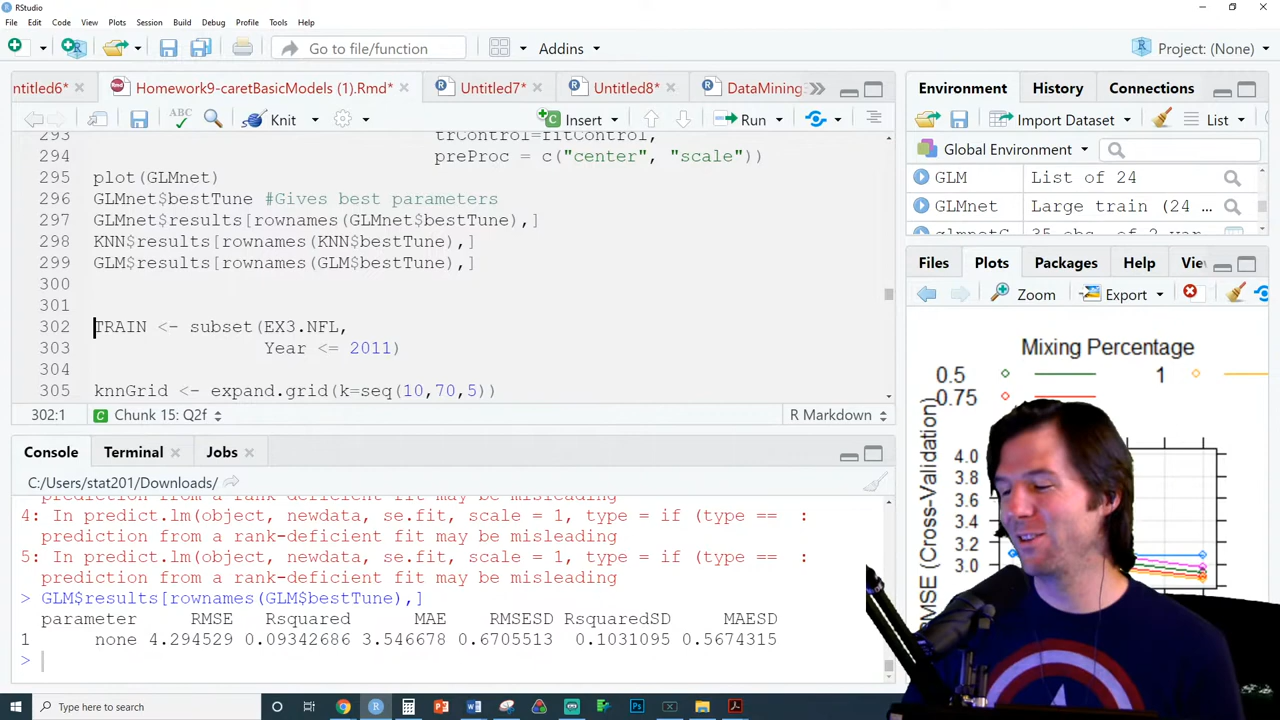 RStudio
File Edit Code View Plots Session Build Debug Profile Tools Help
Go to file/function Addins Project: (None)
ntitled6* Homework9-caretBasicModels (1).Rmd* Untitled7* Untitled8* DataMining
ABC Knit Insert Run
293 trControl=fitControl,
294 preProc = c("center", "scale"))
295 plot(GLMnet)
296 GLMnet$bestTune #Gives best parameters
297 GLMnet$results[rownames(GLMnet$bestTune),]
298 KNN$results[rownames(KNN$bestTune),]
299 GLM$results[rownames(GLM$bestTune),]
300
301
302 TRAIN <- subset(EX3.NFL,
303 Year <= 2011)
304
305 knnGrid <- expand.grid(k=seq(10,70,5))
302:1 Chunk 15: Q2f R Markdown
Console Terminal Jobs
C:/Users/stat201/Downloads/
prediction from a rank-deficient fit may be misleading
4: In predict.lm(object, newdata, se.fit, scale = 1, type = if (type == :
prediction from a rank-deficient fit may be misleading
5: In predict.lm(object, newdata, se.fit, scale = 1, type = if (type == :
prediction from a rank-deficient fit may be misleading
> GLM$results[rownames(GLM$bestTune),]
parameter RMSE Rsquared MAE RMSESD RsquaredSD MAESD
1 none 4.294529 0.09342686 3.546678 0.6705513 0.1031095 0.5674315
>
Environment History Connections
Import Dataset List
Global Environment
GLM List of 24
GLMnet Large train (24 ...
Files Plots Packages Help Vie
Zoom Export
Mixing Percentage
0.5 1
0.75
RMSE (Cross-Validation)
4.0
3.8
3.6
3.4
3.2
3.0
Type here to search